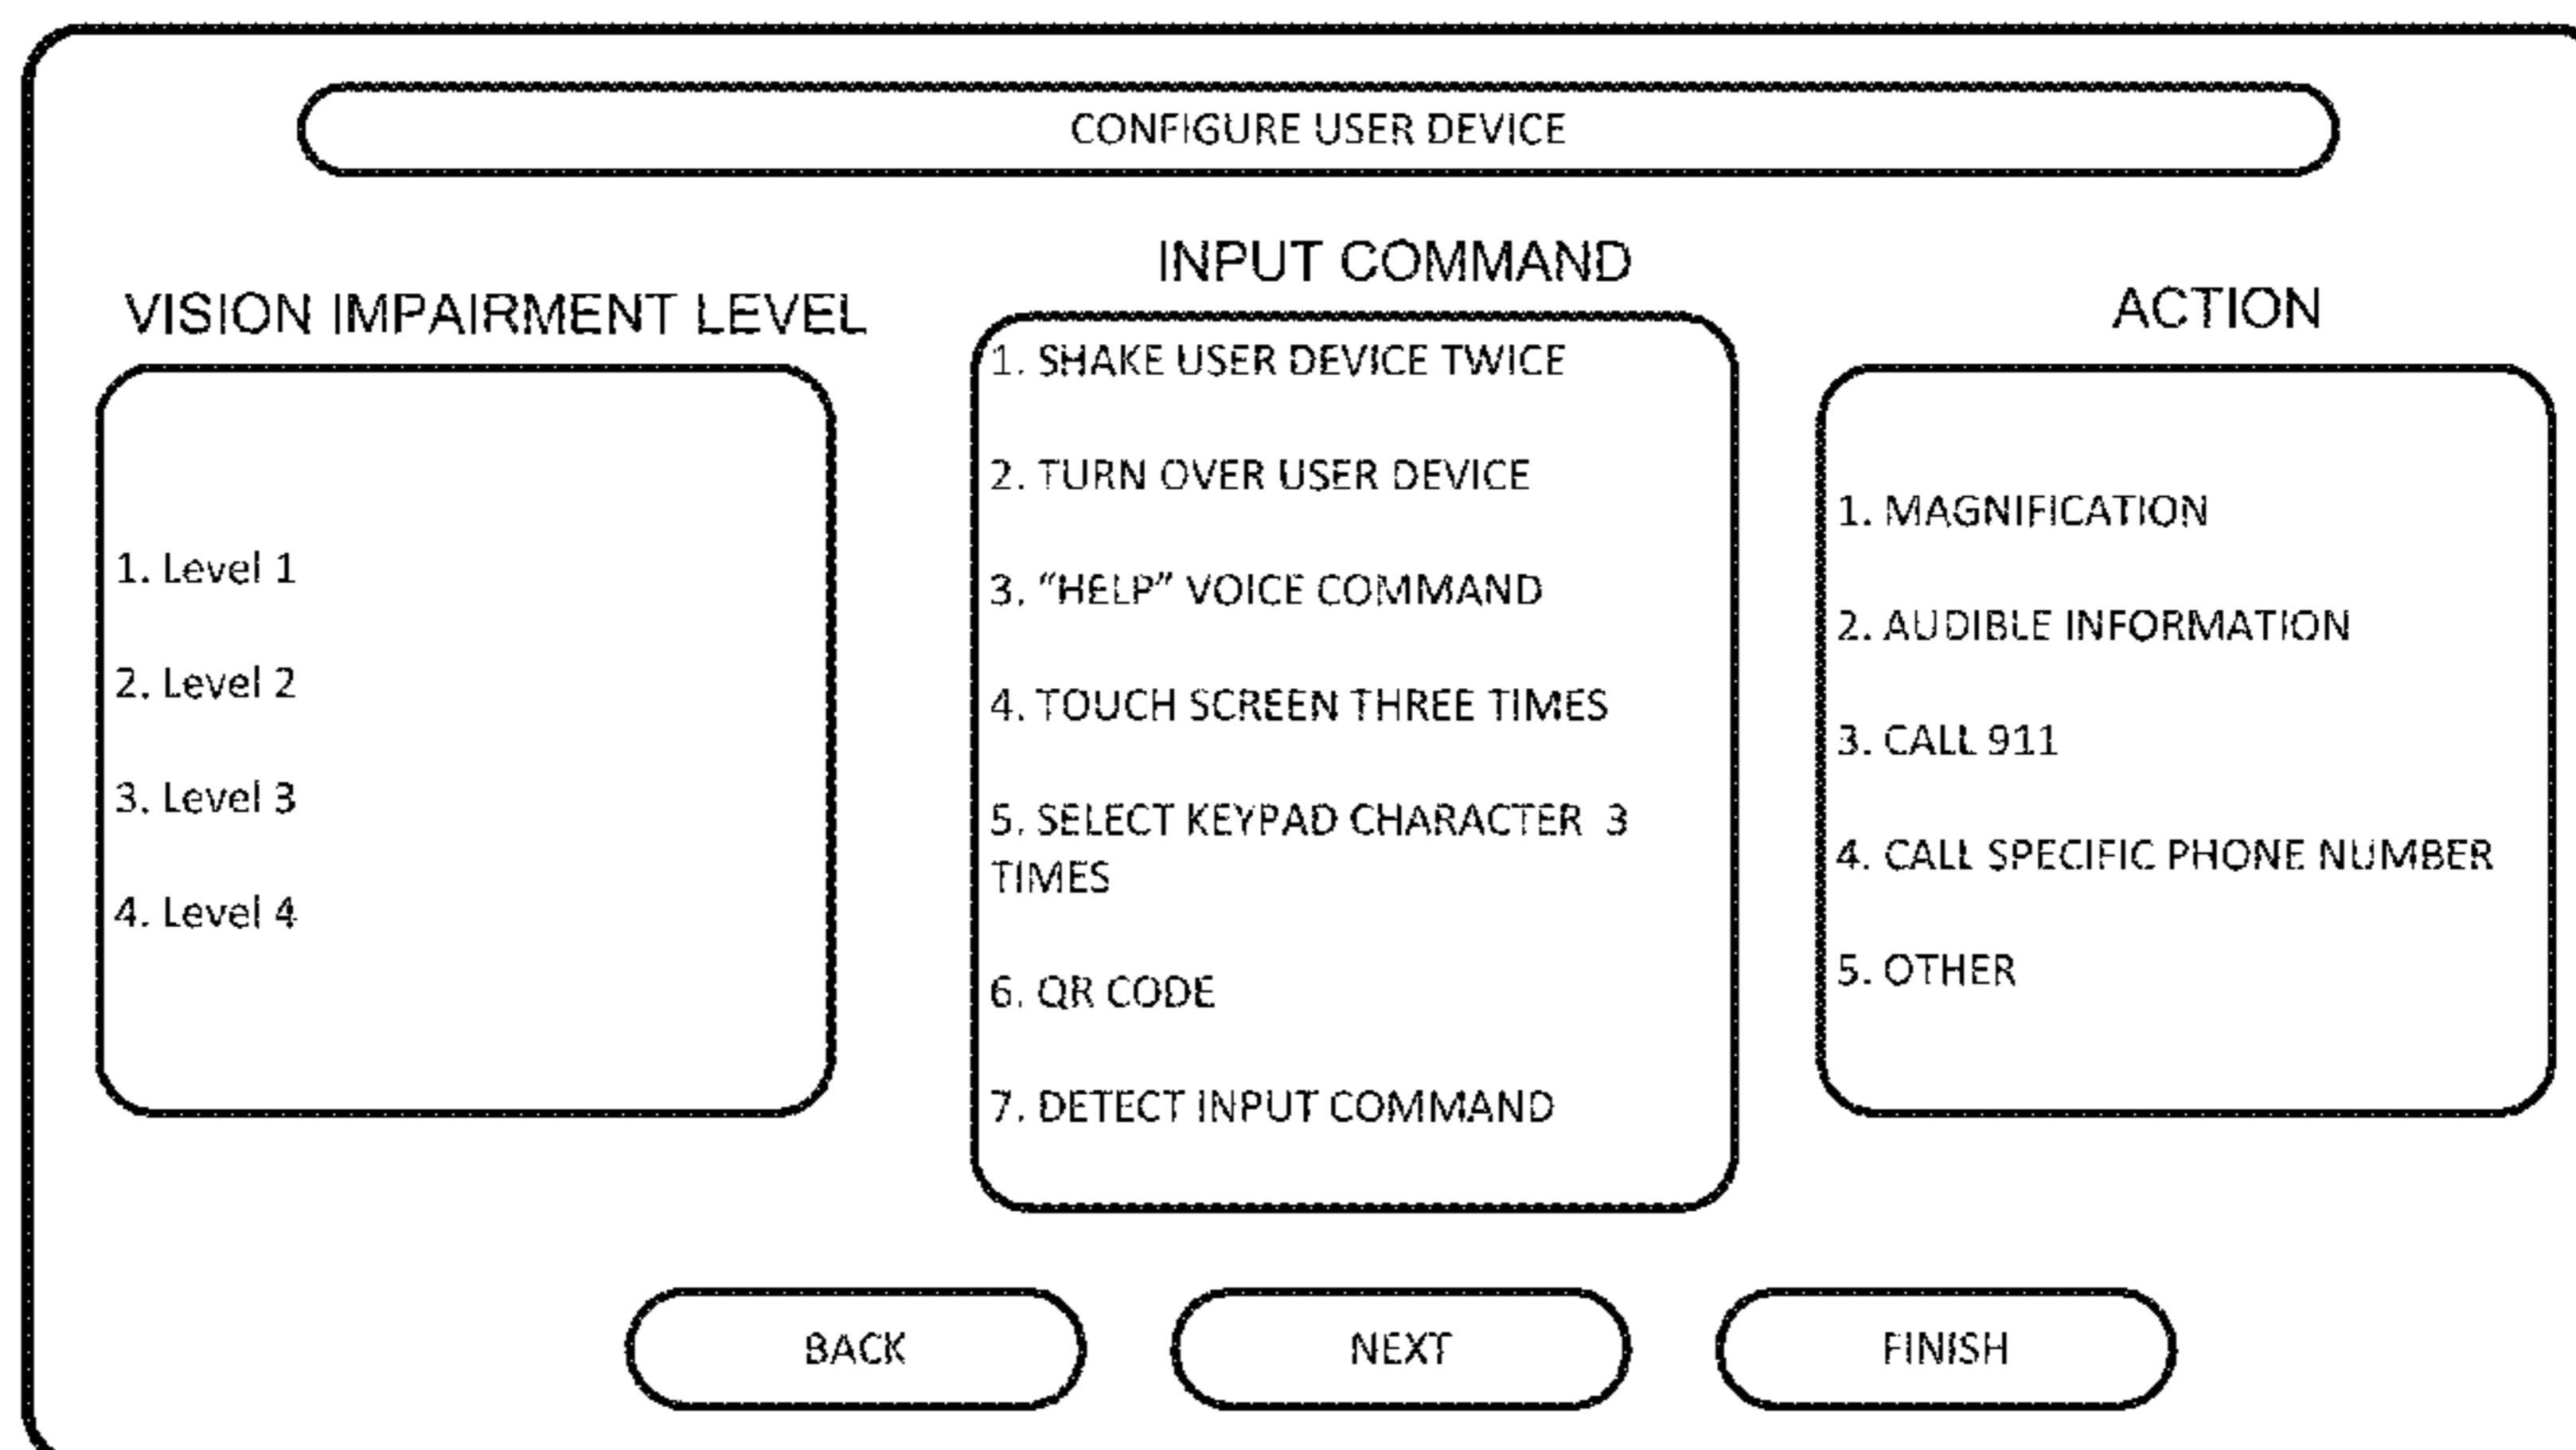 CONFIGURE USER DEVICE
VISION IMPAIRMENT LEVEL
1. Level 1
2. Level 2
3. Level 3
4. Level 4
INPUT COMMAND
1. SHAKE USER DEVICE TWICE
2. TURN OVER USER DEVICE
3. “HELP” VOICE COMMAND
4. TOUCH SCREEN THREE TIMES
5. SELECT KEYPAD CHARACTER 3
TIMES
6. QR CODE
7. DETECT INPUT COMMAND
ACTION
1. MAGNIFICATION
2. AUDIBLE INFORMATION
3. CALL 911
4. CALL SPECIFIC PHONE NUMBER
5. OTHER
BACK
NEXT
FINISH